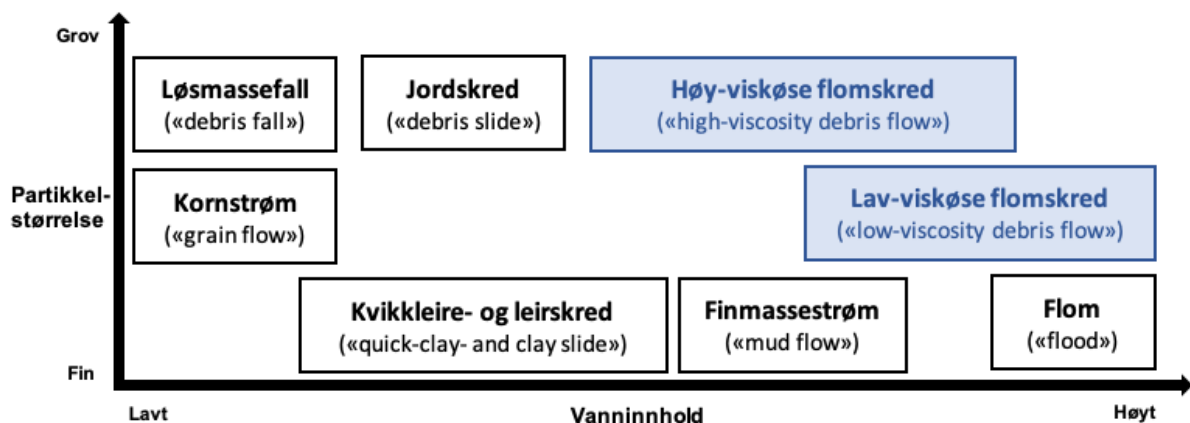 Grov
Løsmassefall
(«debris fall»)
Jordskred
(«debris slide»)
Høy-viskøse flomskred
(«high-viscosity debris flow»)
Partikkel-
størrelse
Kornstrøm
(«grain flow»)
Lav-viskøse flomskred
(«low-viscosity debris flow»)
Kvikkleire- og leirskred
(«quick-clay- and clay slide»)
Finmassestrøm
(«mud flow»)
Flom
(«flood»)
Fin
Lavt
Vanninnhold
Høyt